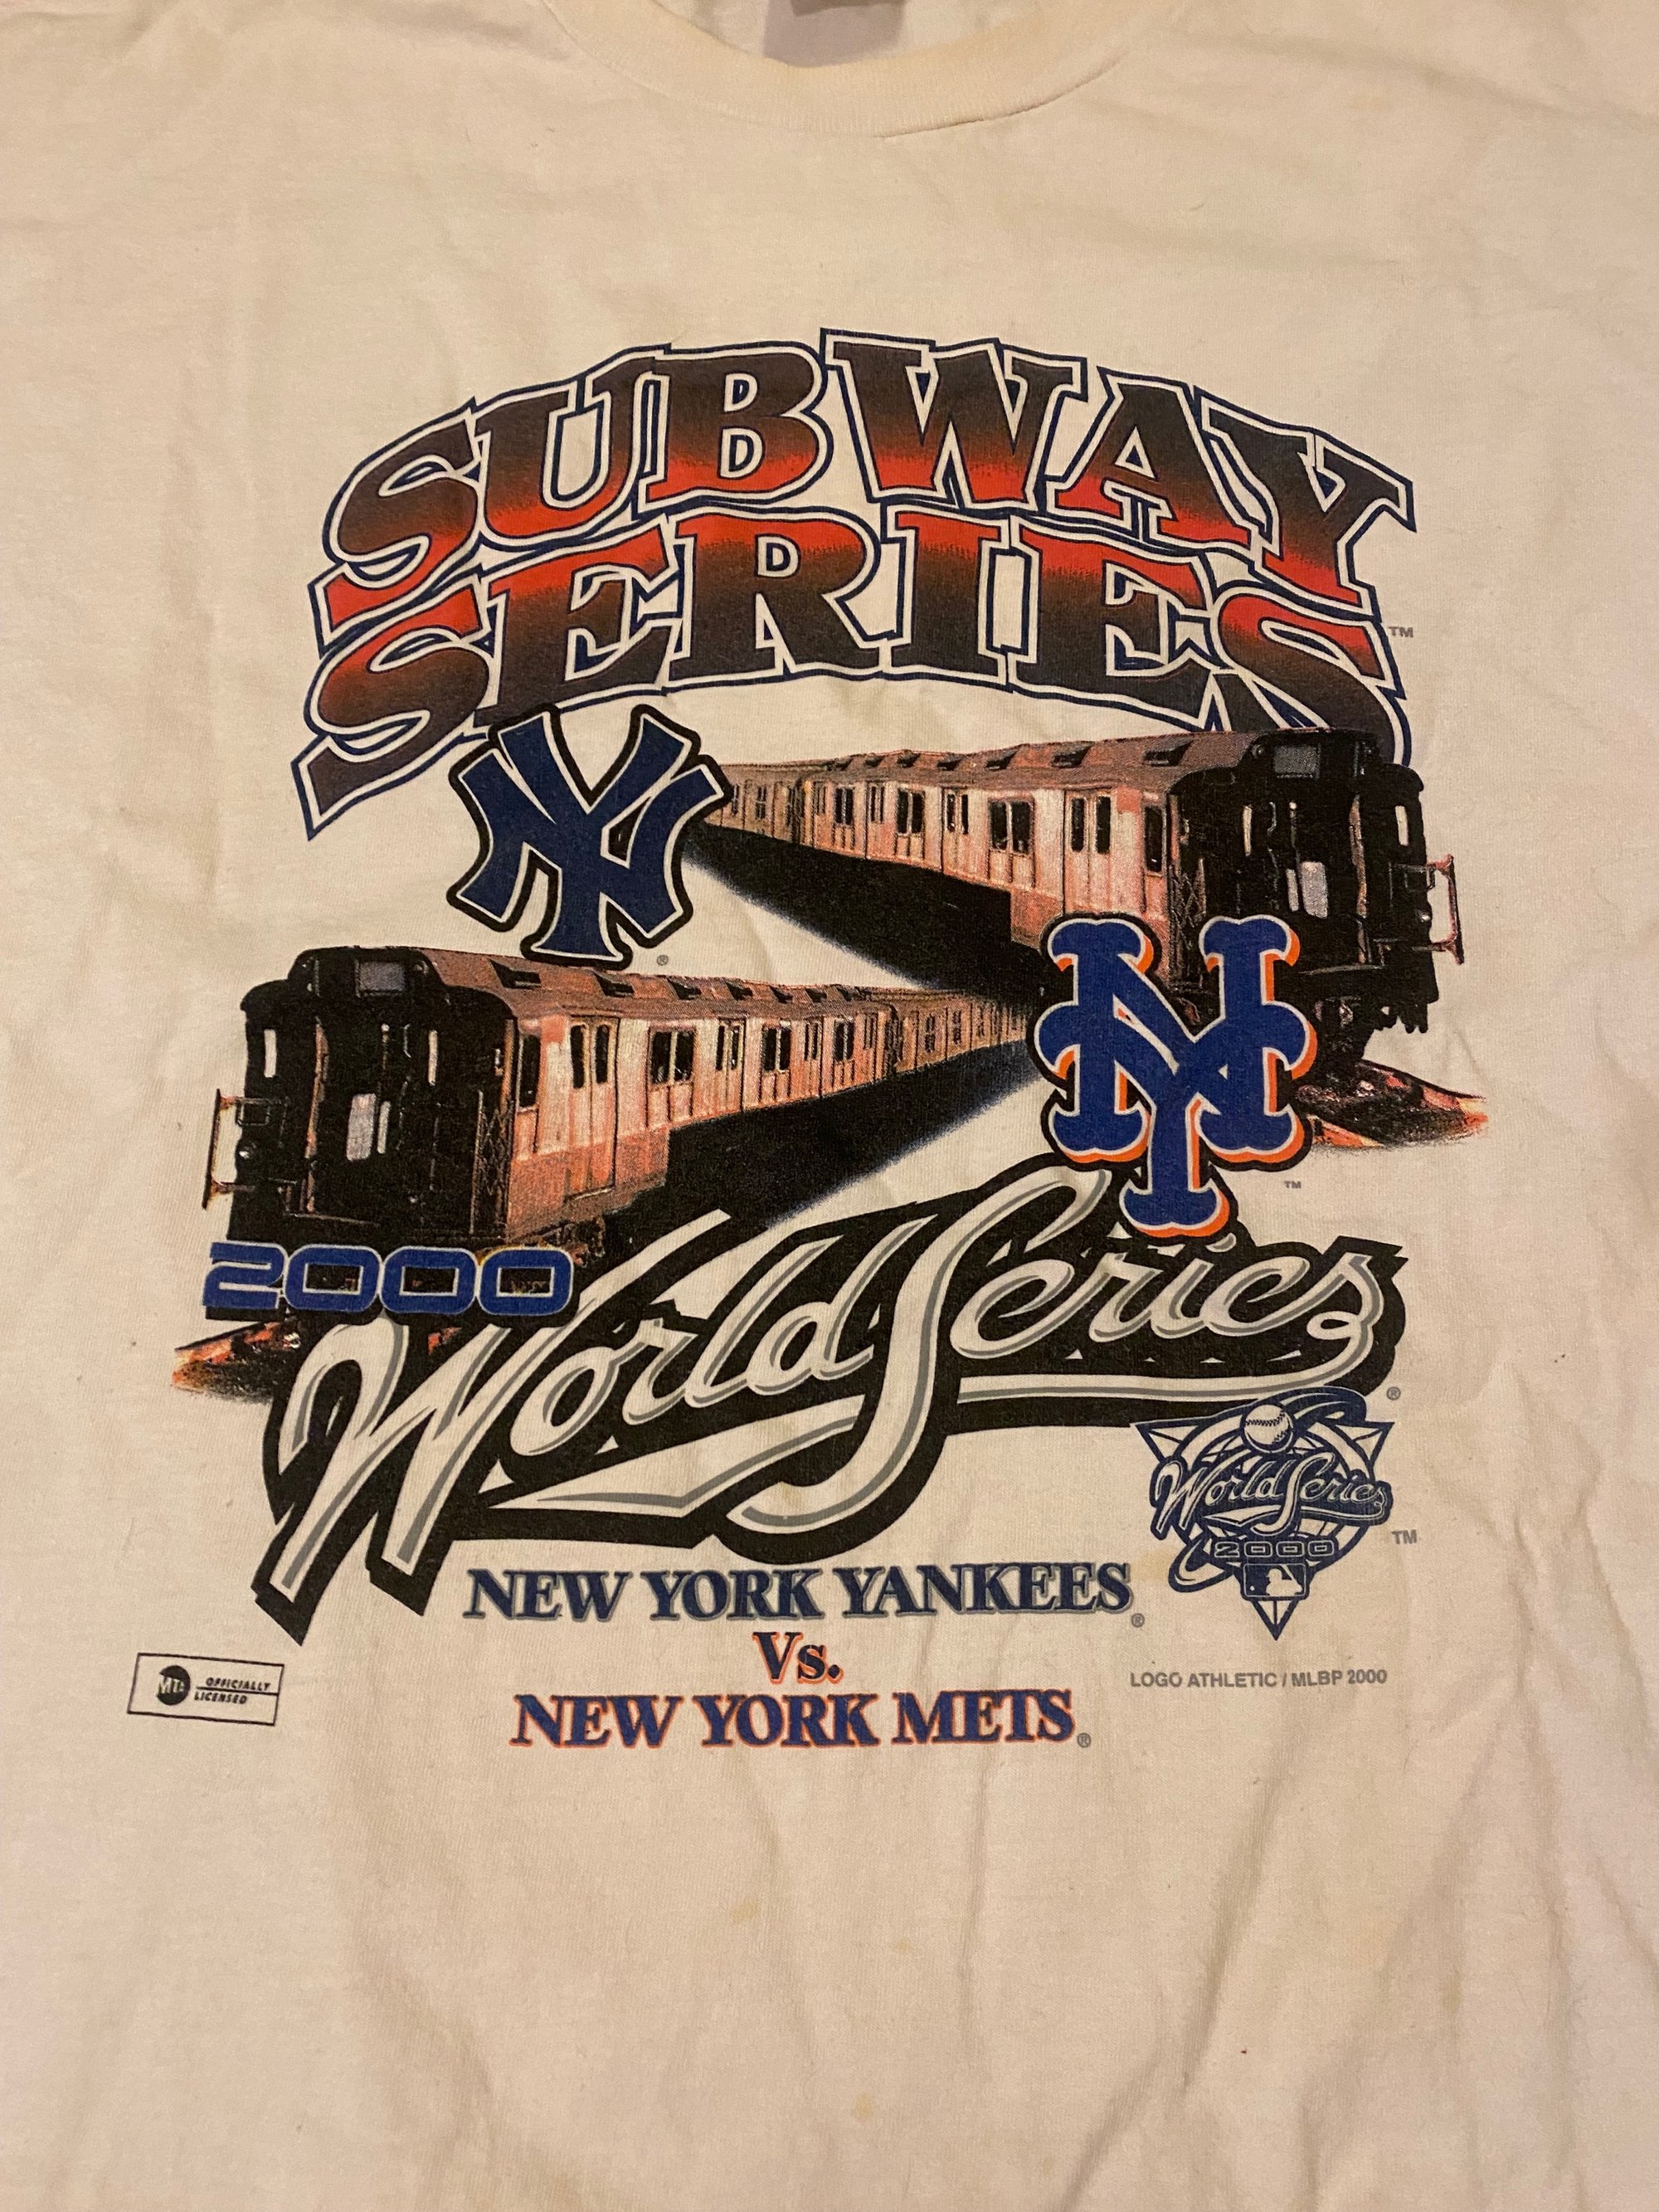 SUBWAY
SERIES
TM
NY
®
NY
TM
2000
World Series
®
World Series
2000
TM
NEW YORK YANKEES®
Vs.
NEW YORK METS®
MTA OFFICIALLY
LICENSED
LOGO ATHLETIC / MLBP 2000